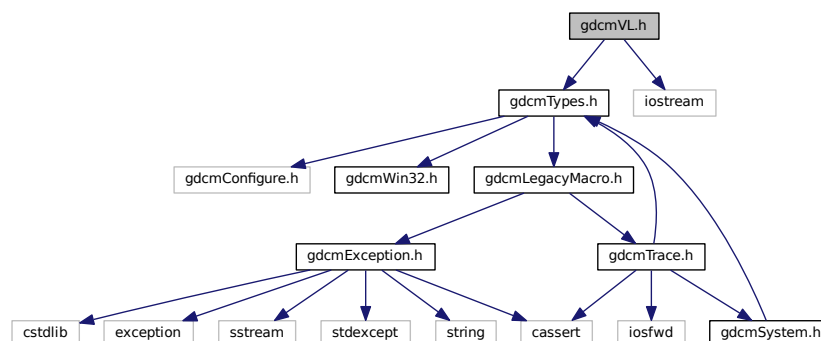 gdcmVL.h
gdcmTypes.h
iostream
gdcmConfigure.h
gdcmWin32.h
gdcmLegacyMacro.h
gdcmException.h
gdcmTrace.h
cstdlib
exception
sstream
stdexcept
string
cassert
iosfwd
gdcmSystem.h